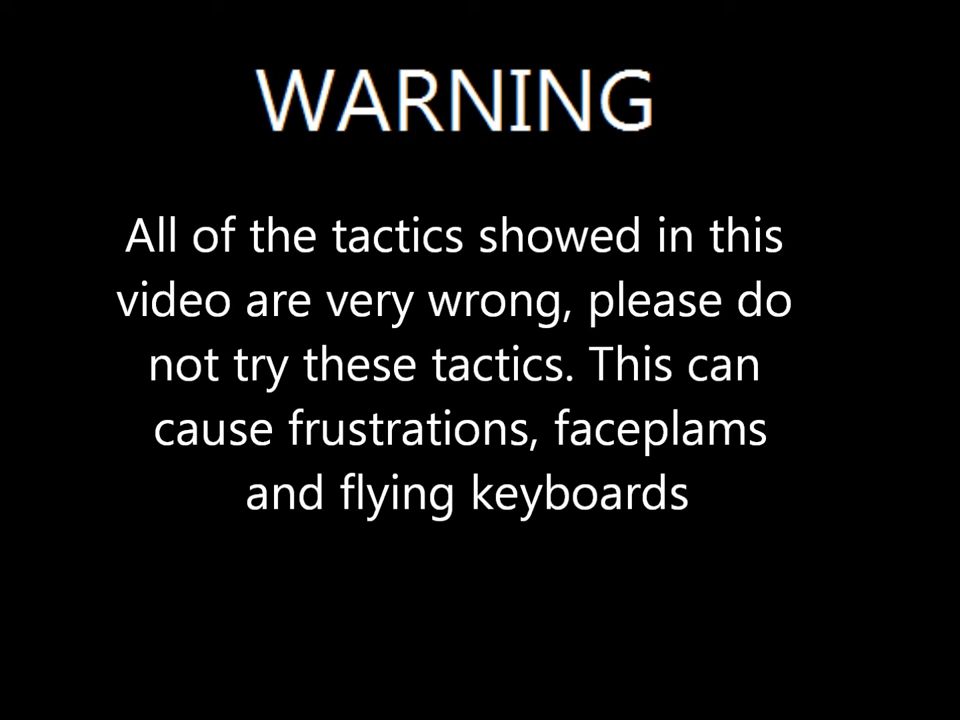 WARNING
All of the tactics showed in this
video are very wrong, please do
not try these tactics. This can
cause frustrations, faceplams
and flying keyboards